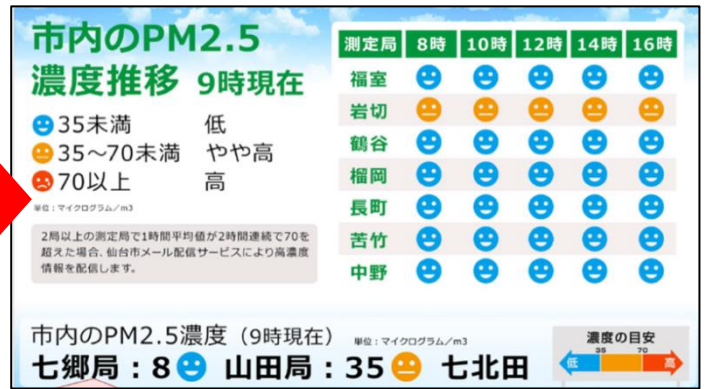 市内のPM2.5
濃度推移 9時現在
35未満 低
35～70未満 やや高
70以上 高
単位：マイクログラム／m3
2局以上の測定局で1時間平均値が2時間連続で70を
超えた場合、仙台市メール配信サービスにより高濃度
情報を配信します。
測定局 8時 10時 12時 14時 16時
福室
岩切
鶴谷
榴岡
長町
苦竹
中野
市内のPM2.5濃度（9時現在） 単位：マイクログラム／m3
七郷局：8 山田局：35 七北田
濃度の目安
35 70
低 高